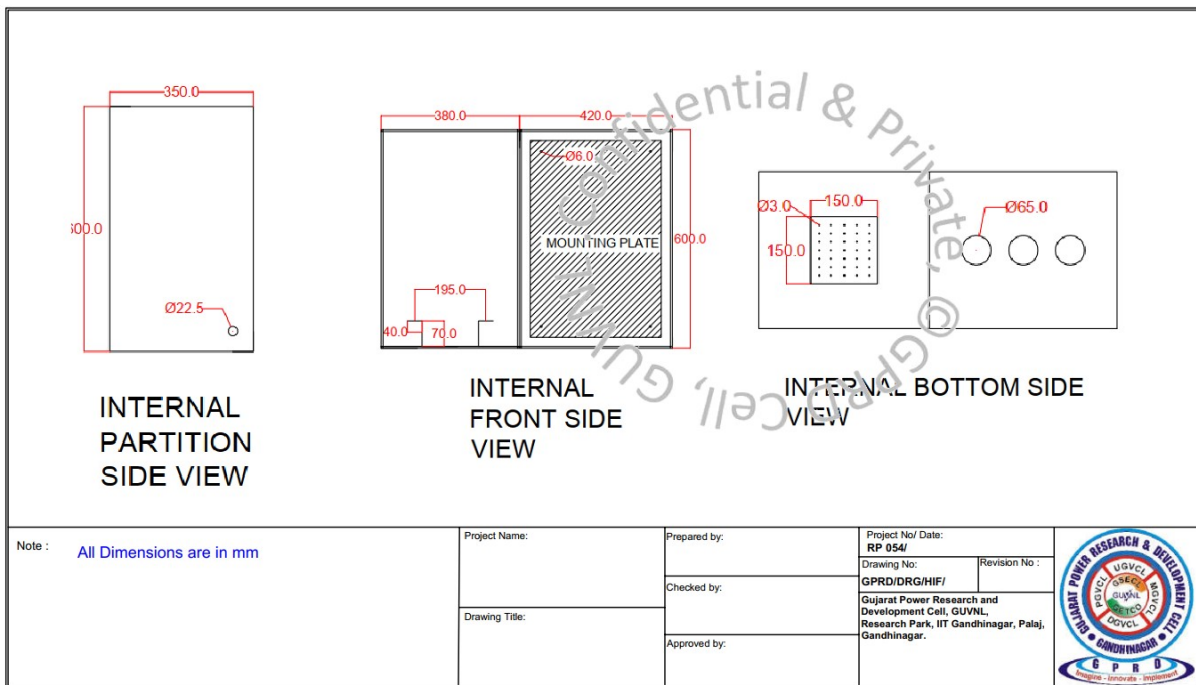 350.0
600.0
Ø22.5
INTERNAL
PARTITION
SIDE VIEW
380.0
420.0
Ø6.0
MOUNTING PLATE
600.0
195.0
40.0
70.0
INTERNAL
FRONT SIDE
VIEW
Ø3.0
150.0
150.0
Ø65.0
INTERNAL BOTTOM SIDE
VIEW
Confidential & Private, ©GPRD Cell, GUVNL
Note :
All Dimensions are in mm
Project Name:
Drawing Title:
Prepared by:
Checked by:
Approved by:
Project No/ Date:
RP 054/
Drawing No:
Revision No :
GPRD/DRG/HIF/
Gujarat Power Research and
Development Cell, GUVNL,
Research Park, IIT Gandhinagar, Palaj,
Gandhinagar.
GUJARAT POWER RESEARCH & DEVELOPMENT CELL
GANDHINAGAR
UGVCL
MGVCL
DGVCL
PGVCL
GSECL
GUVNL
GETCO
G P R D
Imagine - Innovate - Implement